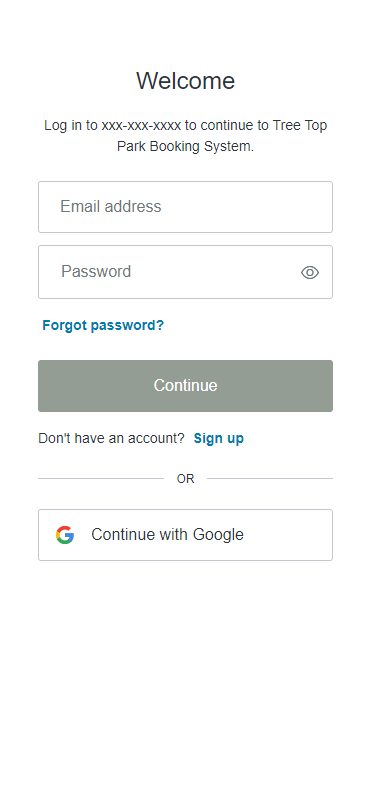 Welcome
Log in to xxx-xxx-xxxx to continue to Tree Top
Park Booking System.
Email address
Password
Forgot password?
Continue
Don't have an account? Sign up
OR
Continue with Google